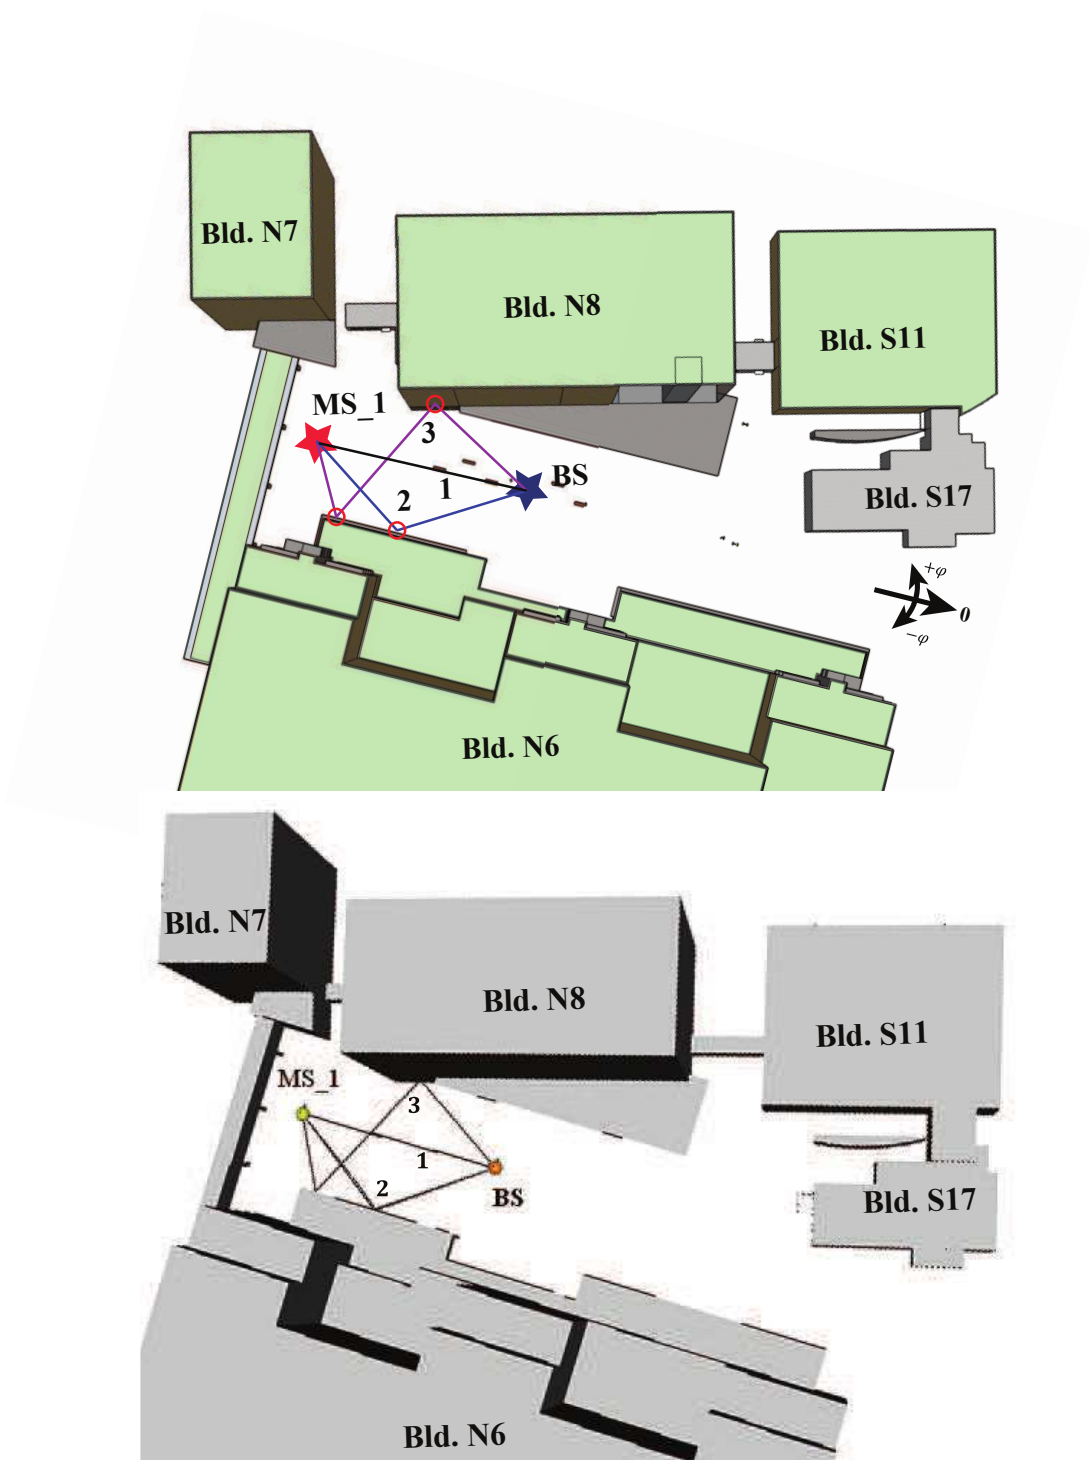 Bld. N7
Bld. N8
Bld. S11
MS_1
3
BS
1
2
Bld. S17
+φ
0
−φ
Bld. N6
Bld. N7
Bld. N8
Bld. S11
MS_1
3
1
2
BS
Bld. S17
Bld. N6